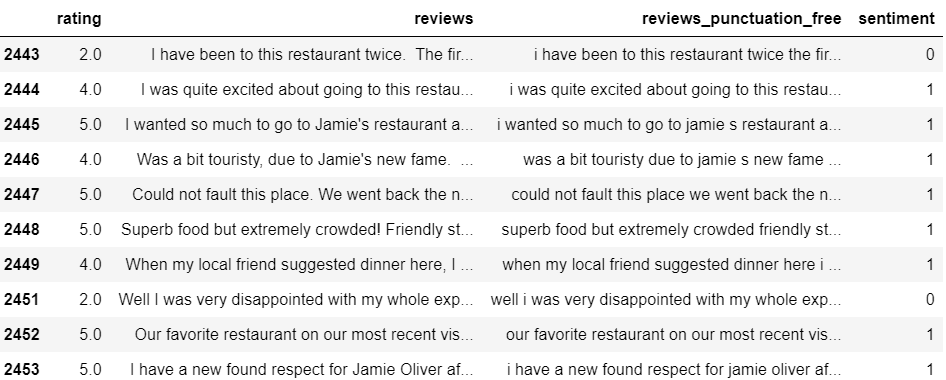 rating reviews reviews_punctuation_free sentiment
2443 2.0 I have been to this restaurant twice.  The fir... i have been to this restaurant twice the fir... 0
2444 4.0 I was quite excited about going to this restau... i was quite excited about going to this restau... 1
2445 5.0 I wanted so much to go to Jamie's restaurant a... i wanted so much to go to jamie s restaurant a... 1
2446 4.0 Was a bit touristy, due to Jamie's new fame.  ... was a bit touristy due to jamie s new fame ... 1
2447 5.0 Could not fault this place. We went back the n... could not fault this place we went back the n... 1
2448 5.0 Superb food but extremely crowded! Friendly st... superb food but extremely crowded friendly st... 1
2449 4.0 When my local friend suggested dinner here, I ... when my local friend suggested dinner here i ... 1
2451 2.0 Well I was very disappointed with my whole exp... well i was very disappointed with my whole exp... 0
2452 5.0 Our favorite restaurant on our most recent vis... our favorite restaurant on our most recent vis... 1
2453 5.0 I have a new found respect for Jamie Oliver af... i have a new found respect for jamie oliver af... 1